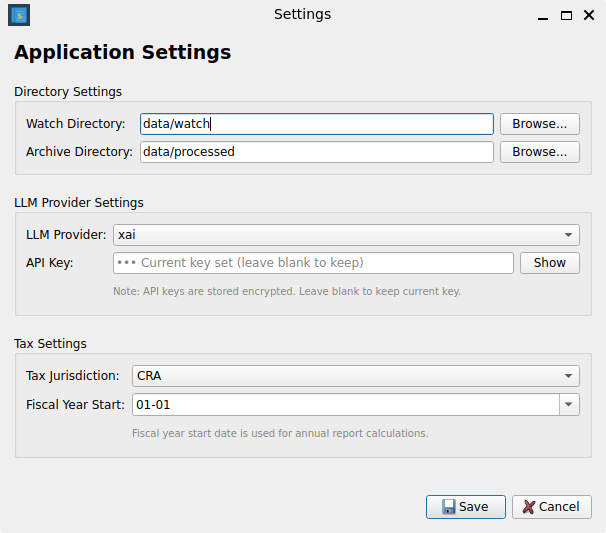 Settings
Application Settings
Directory Settings
Watch Directory: data/watch Browse...
Archive Directory: data/processed Browse...
LLM Provider Settings
LLM Provider: xai
API Key: ••• Current key set (leave blank to keep) Show
Note: API keys are stored encrypted. Leave blank to keep current key.
Tax Settings
Tax Jurisdiction: CRA
Fiscal Year Start: 01-01
Fiscal year start date is used for annual report calculations.
Save Cancel